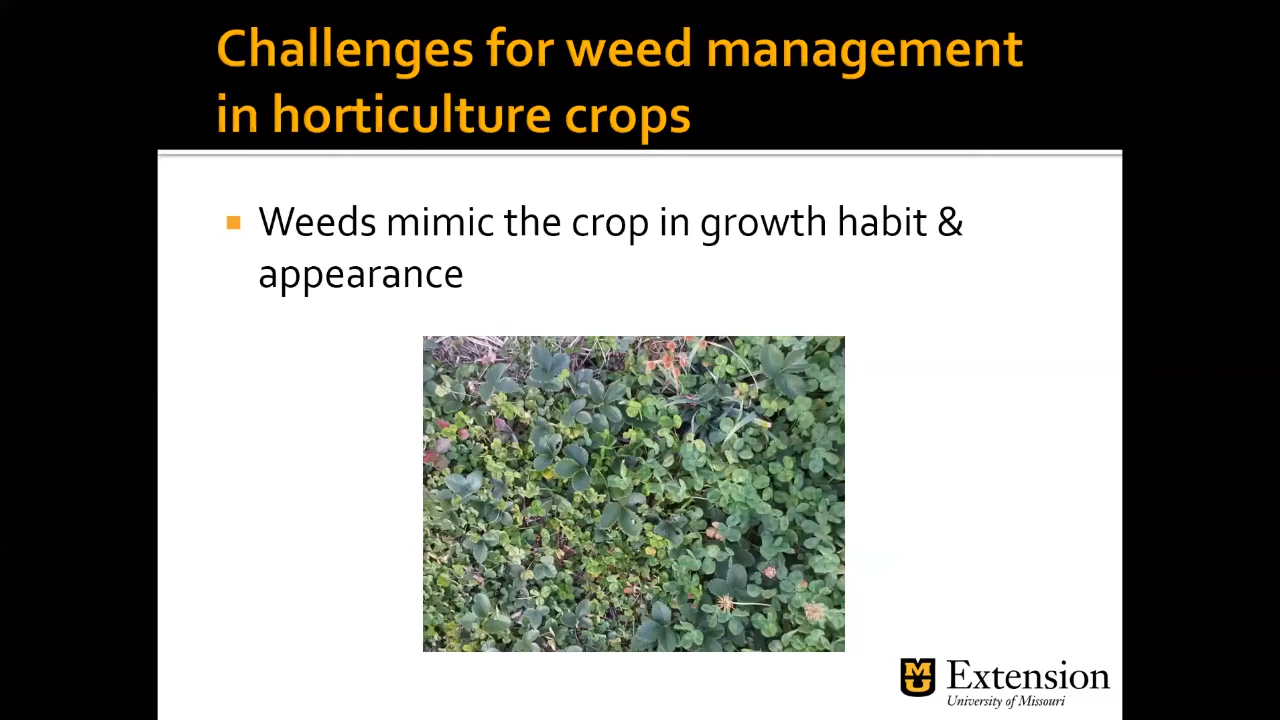 Challenges for weed management
in horticulture crops
Weeds mimic the crop in growth habit &
appearance
MU
Extension
University of Missouri